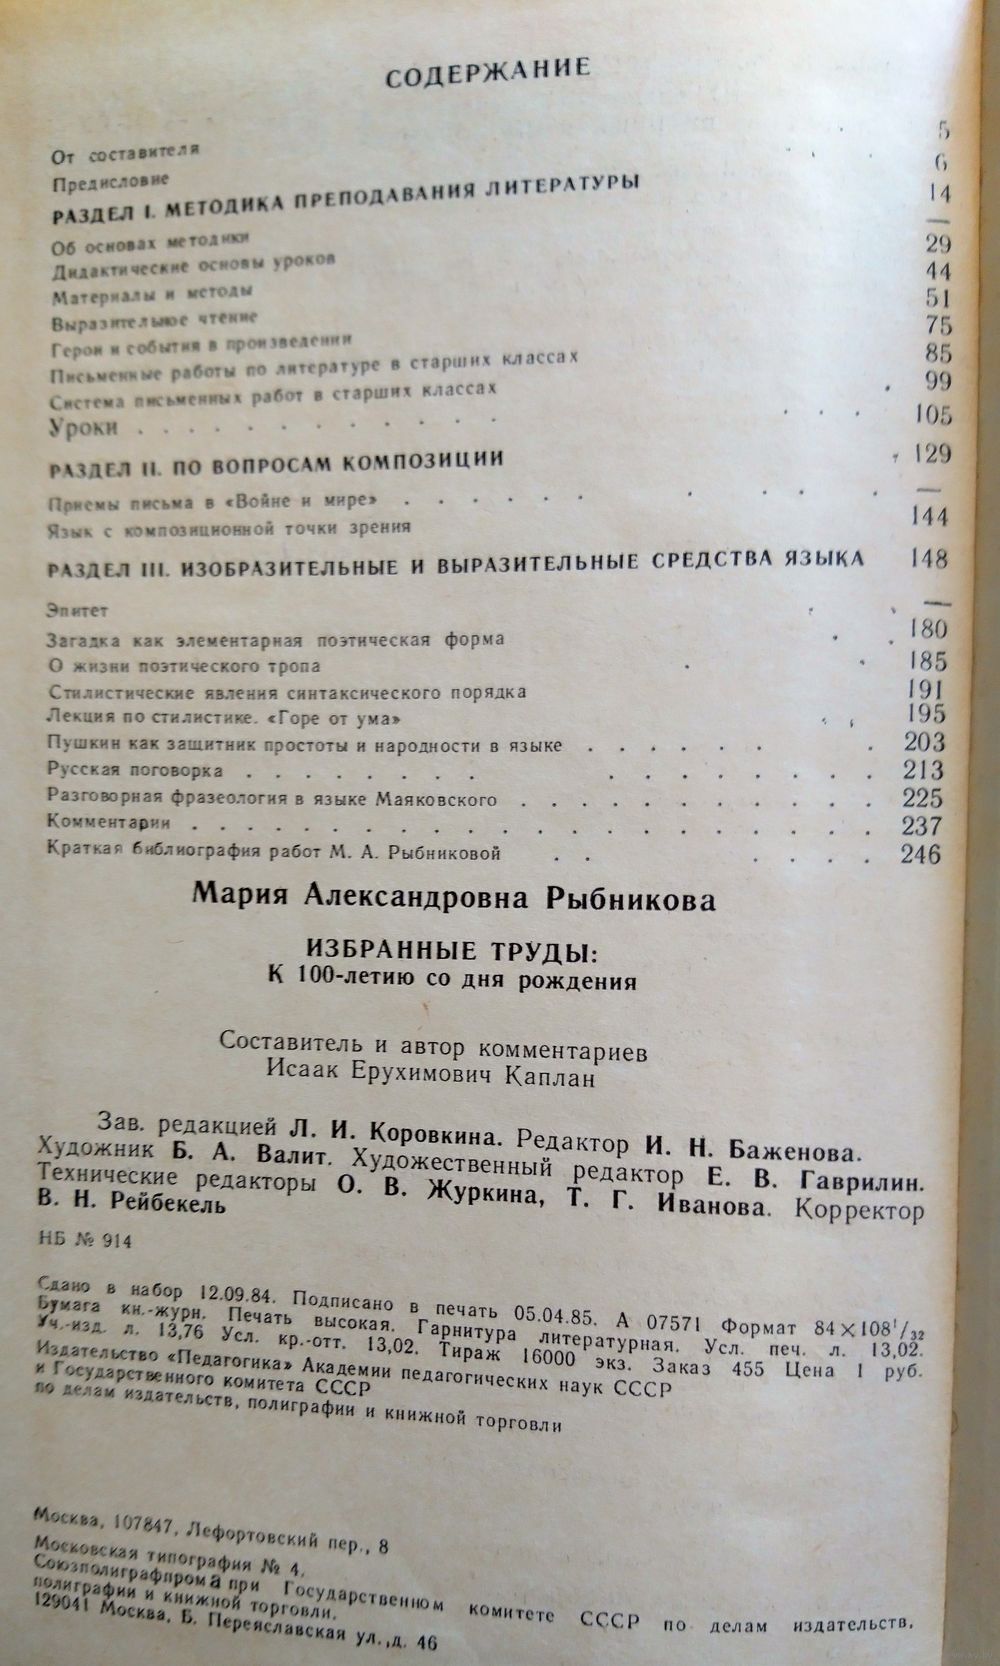 СОДЕРЖАНИЕ
От составителя 5
Предисловие 6
РАЗДЕЛ I. МЕТОДИКА ПРЕПОДАВАНИЯ ЛИТЕРАТУРЫ 14
Об основах методики —
Дидактические основы уроков 29
Материалы и методы 44
Выразительное чтение 51
Герои и события в произведении 75
Письменные работы по литературе в старших классах 85
Система письменных работ в старших классах 99
Уроки . . . . . . . . . . . . . 105
РАЗДЕЛ II. ПО ВОПРОСАМ КОМПОЗИЦИИ 129
Приемы письма в «Войне и мире» . . . . . . . . . . —
Язык с композиционной точки зрения 144
РАЗДЕЛ III. ИЗОБРАЗИТЕЛЬНЫЕ И ВЫРАЗИТЕЛЬНЫЕ СРЕДСТВА ЯЗЫКА 148
Эпитет —
Загадка как элементарная поэтическая форма 180
О жизни поэтического тропа 185
Стилистические явления синтаксического порядка 191
Лекция по стилистике. «Горе от ума» 195
Пушкин как защитник простоты и народности в языке . . . . . . 203
Русская поговорка . . . . . . . . . . . . . 213
Разговорная фразеология в языке Маяковского . . . . . . . . . . 225
Комментарии . . . . . . . . . . . . . . . . . . 237
Краткая библиография работ М. А. Рыбниковой . . . . . . 246
Мария Александровна Рыбникова
ИЗБРАННЫЕ ТРУДЫ:
К 100-летию со дня рождения
Составитель и автор комментариев
Исаак Ерухимович Каплан
Зав. редакцией Л. И. Коровкина. Редактор И. Н. Баженова.
Художник Б. А. Валит. Художественный редактор Е. В. Гаврилин.
Технические редакторы О. В. Журкина, Т. Г. Иванова. Корректор
В. Н. Рейбекель
НБ № 914
Сдано в набор 12.09.84. Подписано в печать 05.04.85. А 07571 Формат 84×108¹/₃₂
Бумага кн.-журн. Печать высокая. Гарнитура литературная. Усл. печ. л. 13,02.
Уч.-изд. л. 13,76 Усл. кр.-отт. 13,02. Тираж 16000 экз. Заказ 455 Цена 1 руб.
Издательство «Педагогика» Академии педагогических наук СССР
и Государственного комитета СССР
по делам издательств, полиграфии и книжной торговли
Москва, 107847, Лефортовский пер., 8
Московская типография № 4,
Союзполиграфпрома при Государственном комитете СССР по делам издательств,
полиграфии и книжной торговли.
129041 Москва, Б. Переяславская ул., д. 46